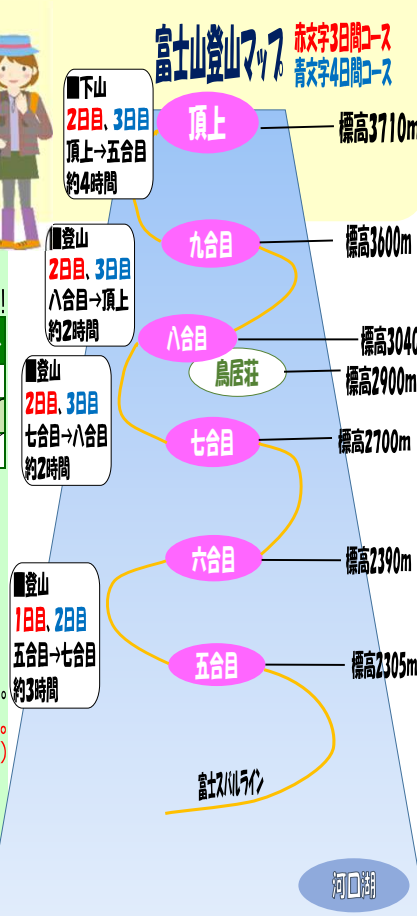 富士山登山マップ
赤文字3日間コース
青文字4日間コース
■下山
2日目、3日目
頂上→五合目
約4時間
頂上
標高3710m
■登山
2日目、3日目
八合目→頂上
約2時間
九合目
標高3600m
八合目
標高3040
鳥居荘
標高2900m
■登山
2日目、3日目
七合目→八合目
約2時間
七合目
標高2700m
六合目
標高2390m
■登山
1日目、2日目
五合目→七合目
約3時間
五合目
標高2305m
富士スバルライン
河口湖
!
。
。
)